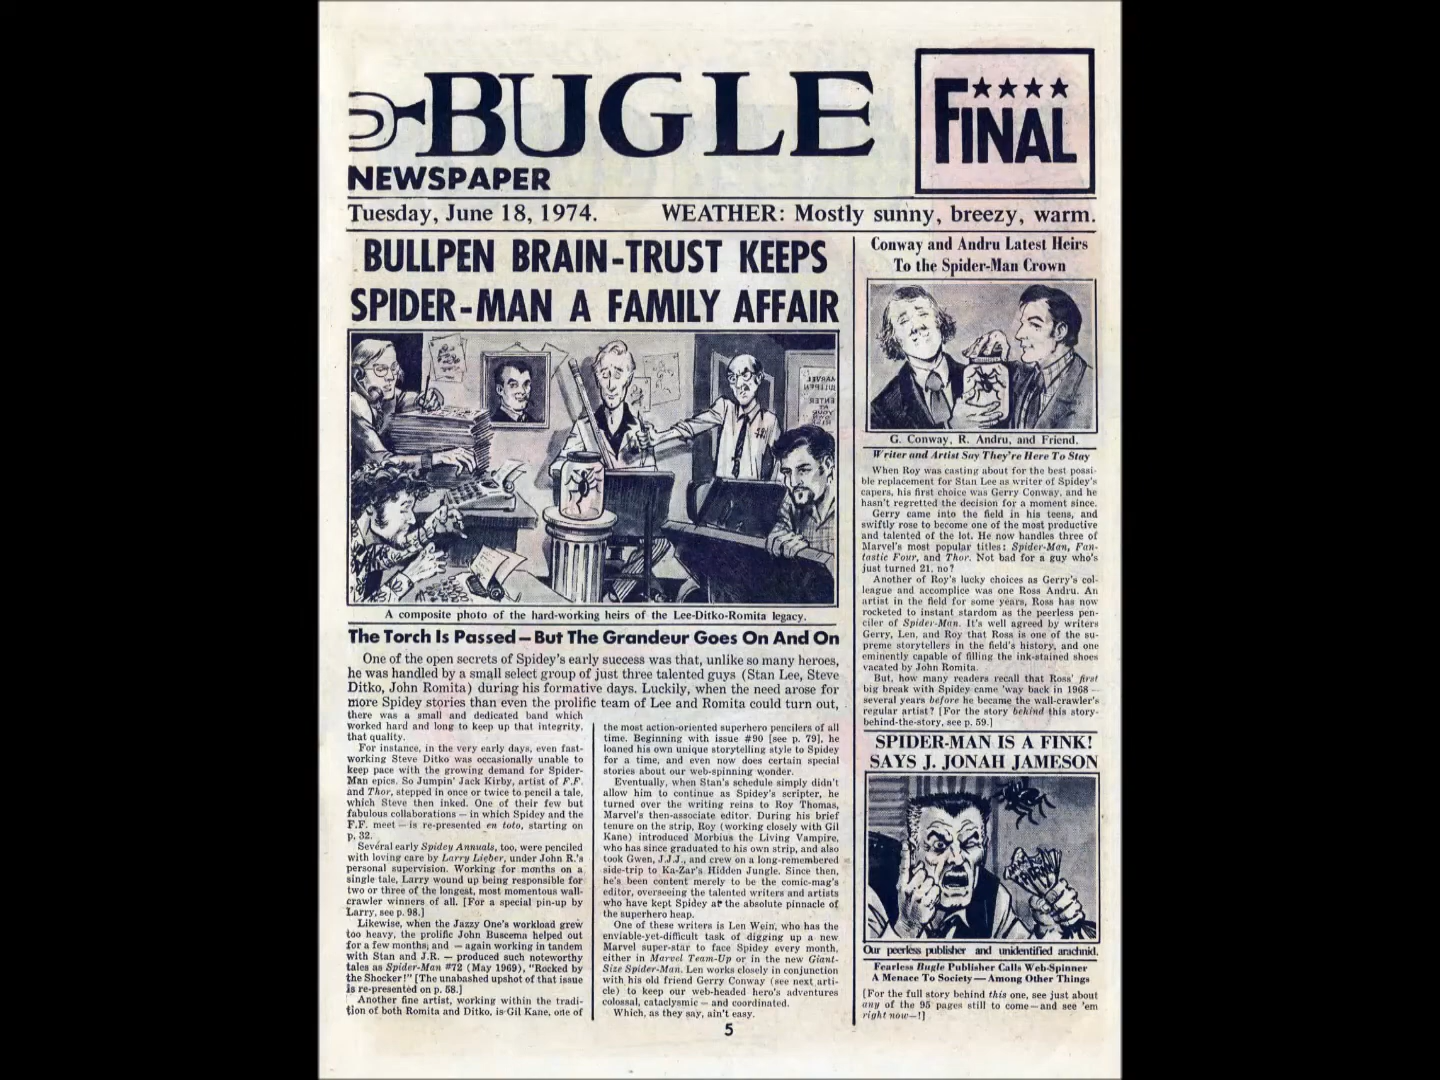 BUGLE
★★★★
FINAL
NEWSPAPER
Tuesday, June 18, 1974. WEATHER: Mostly sunny, breezy, warm.
BULLPEN BRAIN-TRUST KEEPS
SPIDER-MAN A FAMILY AFFAIR
A composite photo of the hard-working heirs of the Lee-Ditko-Romita legacy.
The Torch Is Passed – But The Grandeur Goes On And On
One of the open secrets of Spidey's early success was that, unlike so many heroes,
he was handled by a small select group of just three talented guys (Stan Lee, Steve
Ditko, John Romita) during his formative days. Luckily, when the need arose for
more Spidey stories than even the prolific team of Lee and Romita could turn out,
there was a small and dedicated band which
worked hard and long to keep up that integrity,
that quality.
For instance, in the very early days, even fast-
working Steve Ditko was occasionally unable to
keep pace with the growing demand for Spider-
Man epics. So Jumpin' Jack Kirby, artist of F.F.
and Thor, stepped in once or twice to pencil a tale,
which Steve then inked. One of their few but
fabulous collaborations – in which Spidey and the
F.F. meet – is re-presented en toto, starting on
p. 32.
Several early Spidey Annuals, too, were penciled
with loving care by Larry Lieber, under John R.'s
personal supervision. Working for months on a
single tale, Larry wound up being responsible for
two or three of the longest, most momentous wall-
crawler winners of all. [For a special pin-up by
Larry, see p. 98.]
Likewise, when the Jazzy One's workload grew
too heavy, the prolific John Buscema helped out
for a few months; and – again working in tandem
with Stan and J.R. – produced such noteworthy
tales as Spider-Man #72 (May 1969), "Rocked by
the Shocker!" [The unabashed upshot of that issue
is re-presented on p. 58.]
Another fine artist, working within the tradi-
tion of both Romita and Ditko, is Gil Kane, one of
the most action-oriented superhero pencilers of all
time. Beginning with issue #90 [see p. 79], he
loaned his own unique storytelling style to Spidey
for a time, and even now does certain special
stories about our web-spinning wonder.
Eventually, when Stan's schedule simply didn't
allow him to continue as Spidey's scripter, he
turned over the writing reins to Roy Thomas,
Marvel's then-associate editor. During his brief
tenure on the strip, Roy (working closely with Gil
Kane) introduced Morbius the Living Vampire,
who has since graduated to his own strip, and also
took Gwen, J.J.J., and crew on a long-remembered
side-trip to Ka-Zar's Hidden Jungle. Since then,
he's been content merely to be the comic-mag's
editor, overseeing the talented writers and artists
who have kept Spidey at the absolute pinnacle of
the superhero heap.
One of these writers is Len Wein, who has the
enviable-yet-difficult task of digging up a new
Marvel super-star to face Spidey every month,
either in Marvel Team-Up or in the new Giant-
Size Spider-Man. Len works closely in conjunction
with his old friend Gerry Conway (see next arti-
cle) to keep our web-headed hero's adventures
colossal, cataclysmic – and coordinated.
Which, as they say, ain't easy.
Conway and Andru Latest Heirs
To the Spider-Man Crown
G. Conway, R. Andru, and Friend.
Writer and Artist Say They're Here To Stay
When Roy was casting about for the best possi-
ble replacement for Stan Lee as writer of Spidey's
capers, his first choice was Gerry Conway, and he
hasn't regretted the decision for a moment since.
Gerry came into the field in his teens, and
swiftly rose to become one of the most productive
and talented of the lot. He now handles three of
Marvel's most popular titles: Spider-Man, Fan-
tastic Four, and Thor. Not bad for a guy who's
just turned 21, no?
Another of Roy's lucky choices as Gerry's col-
league and accomplice was one Ross Andru. An
artist in the field for some years, Ross has now
rocketed to instant stardom as the peerless pen-
ciler of Spider-Man. It's well agreed by writers
Gerry, Len, and Roy that Ross is one of the su-
preme storytellers in the field's history, and one
eminently capable of filling the ink-stained shoes
vacated by John Romita.
But, how many readers recall that Ross' first
big break with Spidey came 'way back in 1968 –
several years before he became the wall-crawler's
regular artist? [For the story behind this story-
behind-the-story, see p. 59.]
SPIDER-MAN IS A FINK!
SAYS J. JONAH JAMESON
Our peerless publisher and unidentified arachnid.
Fearless Bugle Publisher Calls Web-Spinner
A Menace To Society – Among Other Things
[For the full story behind this one, see just about
any of the 95 pages still to come – and see 'em
right now – !]
5